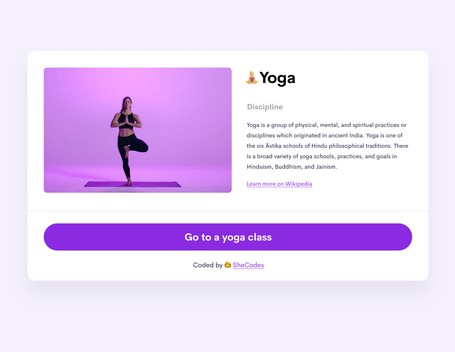 Yoga
Discipline
Yoga is a group of physical, mental, and spiritual practices or
disciplines which originated in ancient India. Yoga is one of
the six Āstika schools of Hindu philosophical traditions. There
is a broad variety of yoga schools, practices, and goals in
Hinduism, Buddhism, and Jainism.
Learn more on Wikipedia
Go to a yoga class
Coded by SheCodes